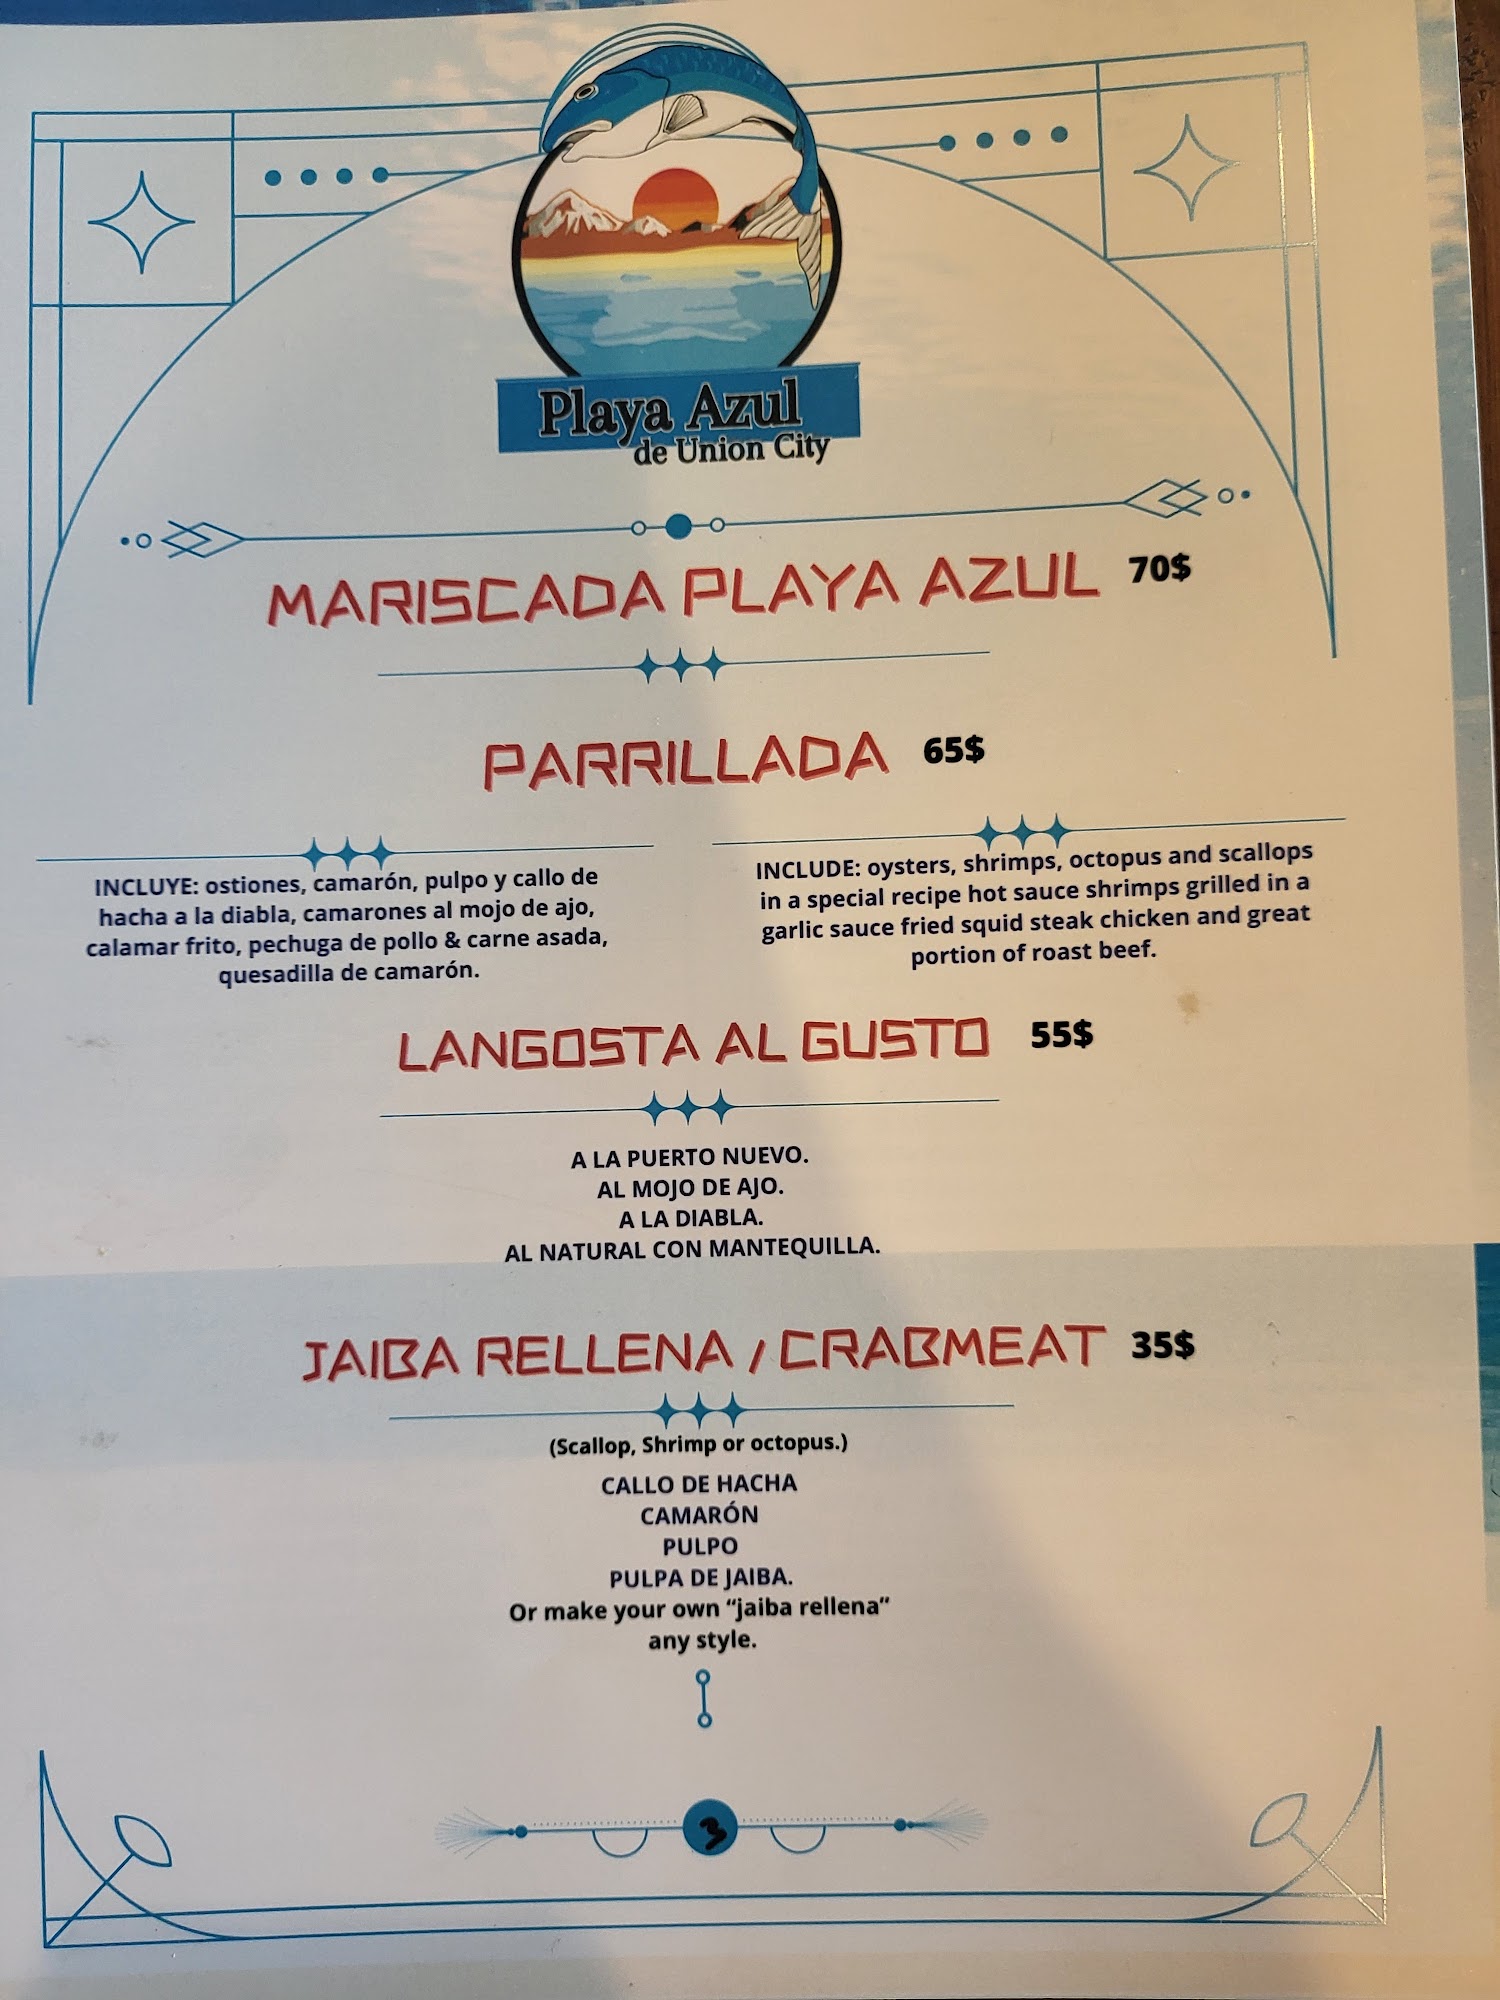 Playa Azul
de Union City
MARISCADA PLAYA AZUL 70$
PARRILLADA 65$
INCLUYE: ostiones, camarón, pulpo y callo de
hacha a la diabla, camarones al mojo de ajo,
calamar frito, pechuga de pollo & carne asada,
quesadilla de camarón.
INCLUDE: oysters, shrimps, octopus and scallops
in a special recipe hot sauce shrimps grilled in a
garlic sauce fried squid steak chicken and great
portion of roast beef.
LANGOSTA AL GUSTO 55$
A LA PUERTO NUEVO.
AL MOJO DE AJO.
A LA DIABLA.
AL NATURAL CON MANTEQUILLA.
JAIBA RELLENA / CRABMEAT 35$
(Scallop, Shrimp or octopus.)
CALLO DE HACHA
CAMARÓN
PULPO
PULPA DE JAIBA.
Or make your own “jaiba rellena”
any style.
3